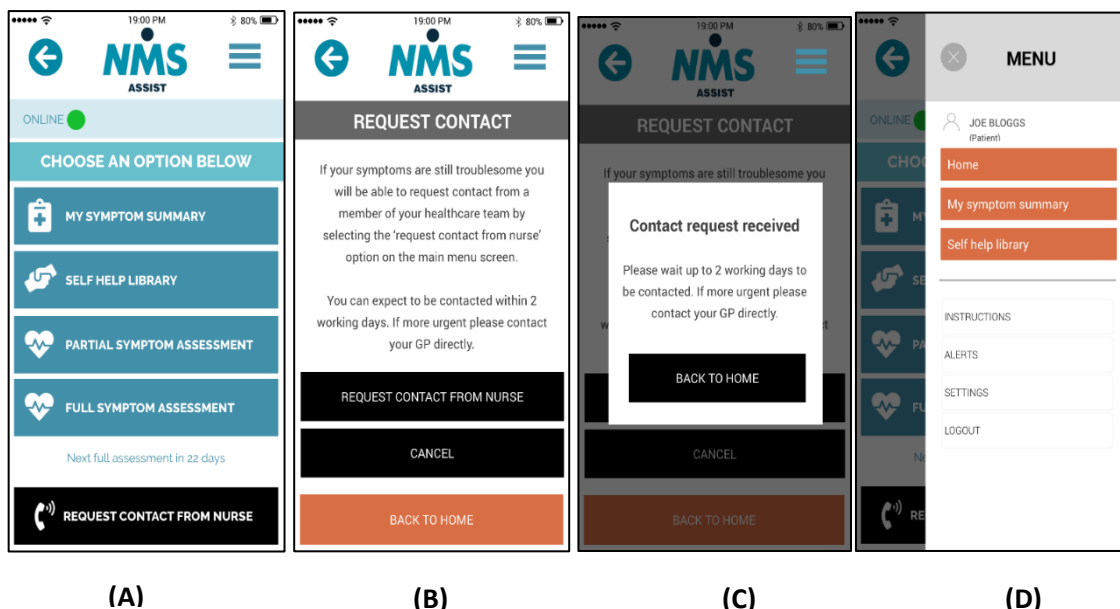 19:00 PM
80%
NMS
ASSIST
ONLINE
CHOOSE AN OPTION BELOW
MY SYMPTOM SUMMARY
SELF HELP LIBRARY
PARTIAL SYMPTOM ASSESSMENT
FULL SYMPTOM ASSESSMENT
Next full assessment in 22 days
REQUEST CONTACT FROM NURSE
(A)
19:00 PM
80%
NMS
ASSIST
REQUEST CONTACT
If your symptoms are still troublesome you
will be able to request contact from a
member of your healthcare team by
selecting the 'request contact from nurse'
option on the main menu screen.
You can expect to be contacted within 2
working days. If more urgent please contact
your GP directly.
REQUEST CONTACT FROM NURSE
CANCEL
BACK TO HOME
(B)
19:00 PM
80%
NMS
ASSIST
REQUEST CONTACT
If your symptoms are still troublesome you
Contact request received
Please wait up to 2 working days to
be contacted. If more urgent please
contact your GP directly.
BACK TO HOME
CANCEL
BACK TO HOME
(C)
MENU
ONLINE
JOE BLOGGS
(Patient)
CHO
Home
My symptom summary
Self help library
SE
INSTRUCTIONS
PA
ALERTS
SETTINGS
FU
LOGOUT
RE
(D)